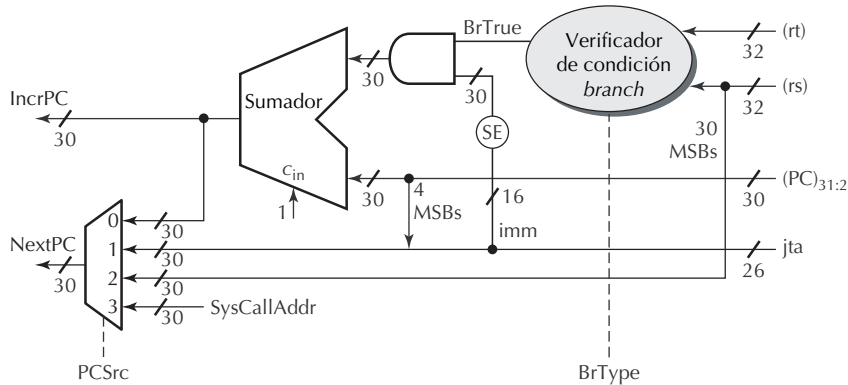 BrTrue
(rt)
32
Verificador
de condición
branch
30
30
(rs)
32
IncrPC
30
Sumador
SE
30
MSBs
c_in
1
30
4
MSBs
16
(PC)31:2
30
0
30
NextPC
30
1
30
imm
jta
26
2
30
3
30
SysCallAddr
PCSrc
BrType